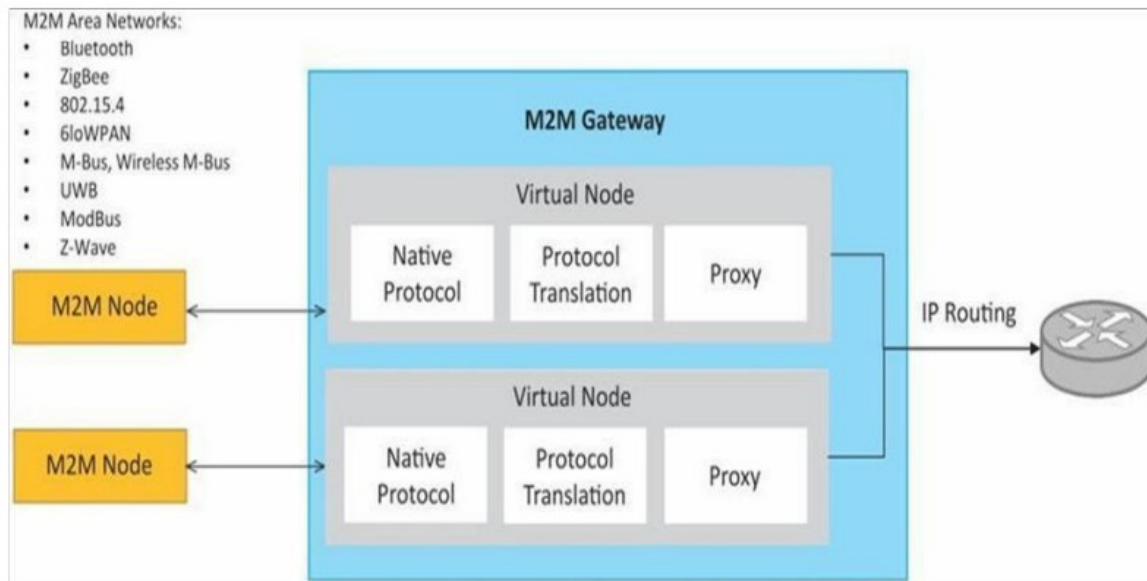 M2M Area Networks:
• Bluetooth
• ZigBee
• 802.15.4
• 6loWPAN
• M-Bus, Wireless M-Bus
• UWB
• ModBus
• Z-Wave
M2M Node
M2M Node
M2M Gateway
Virtual Node
Native
Protocol
Protocol
Translation
Proxy
Virtual Node
Native
Protocol
Protocol
Translation
Proxy
IP Routing